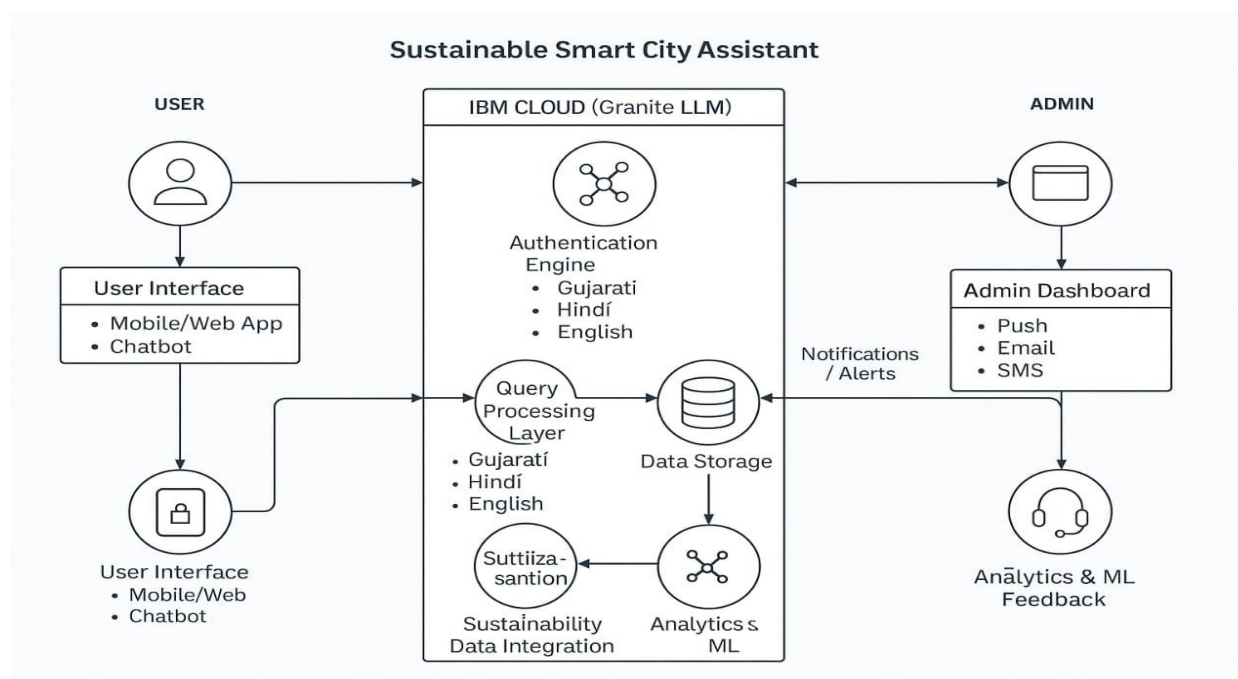 Sustainable Smart City Assistant
USER
User Interface
• Mobile/Web App
• Chatbot
User Interface
• Mobile/Web
• Chatbot
IBM CLOUD (Granite LLM)
Authentication
Engine
• Gujarati
• Hindí
• English
Query
Processing
Layer
• Gujaratí
• Hindí
• English
Data Storage
Suttiiza-
santion
Sustainability
Data Integration
Analytics &
ML
Notifications
/ Alerts
ADMIN
Admin Dashboard
• Push
• Email
• SMS
Anālytics & ML
Feedback